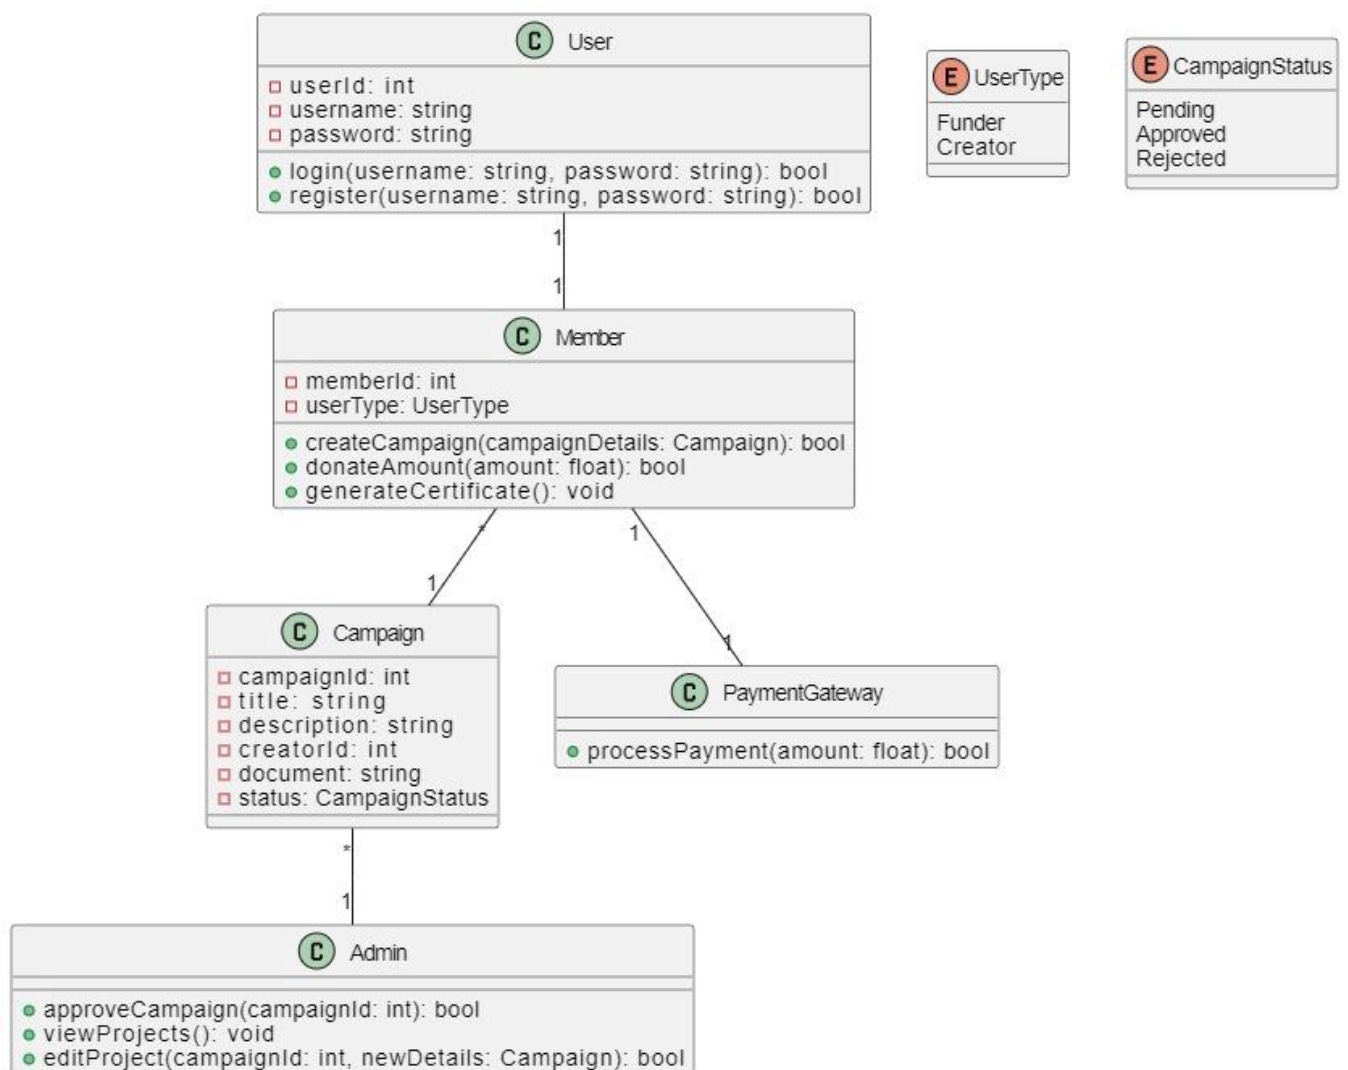 C User
userId: int
username: string
password: string
login(username: string, password: string): bool
register(username: string, password: string): bool
E UserType
Funder
Creator
E CampaignStatus
Pending
Approved
Rejected
1
1
C Member
memberId: int
userType: UserType
createCampaign(campaignDetails: Campaign): bool
donateAmount(amount: float): bool
generateCertificate(): void
*
1
1
1
C Campaign
campaignId: int
title: string
description: string
creatorId: int
document: string
status: CampaignStatus
C PaymentGateway
processPayment(amount: float): bool
*
1
C Admin
approveCampaign(campaignId: int): bool
viewProjects(): void
editProject(campaignId: int, newDetails: Campaign): bool